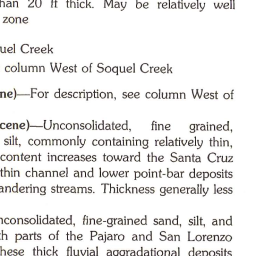 han 20 ft thick. May be relatively well
zone
uel Creek
column West of Soquel Creek
ne)—For description, see column West of
cene)—Unconsolidated, fine grained,
silt, commonly containing relatively thin,
content increases toward the Santa Cruz
thin channel and lower point-bar deposits
andering streams. Thickness generally less
nconsolidated, fine-grained sand, silt, and
th parts of the Pajaro and San Lorenzo
hese thick fluvial aggradational deposits